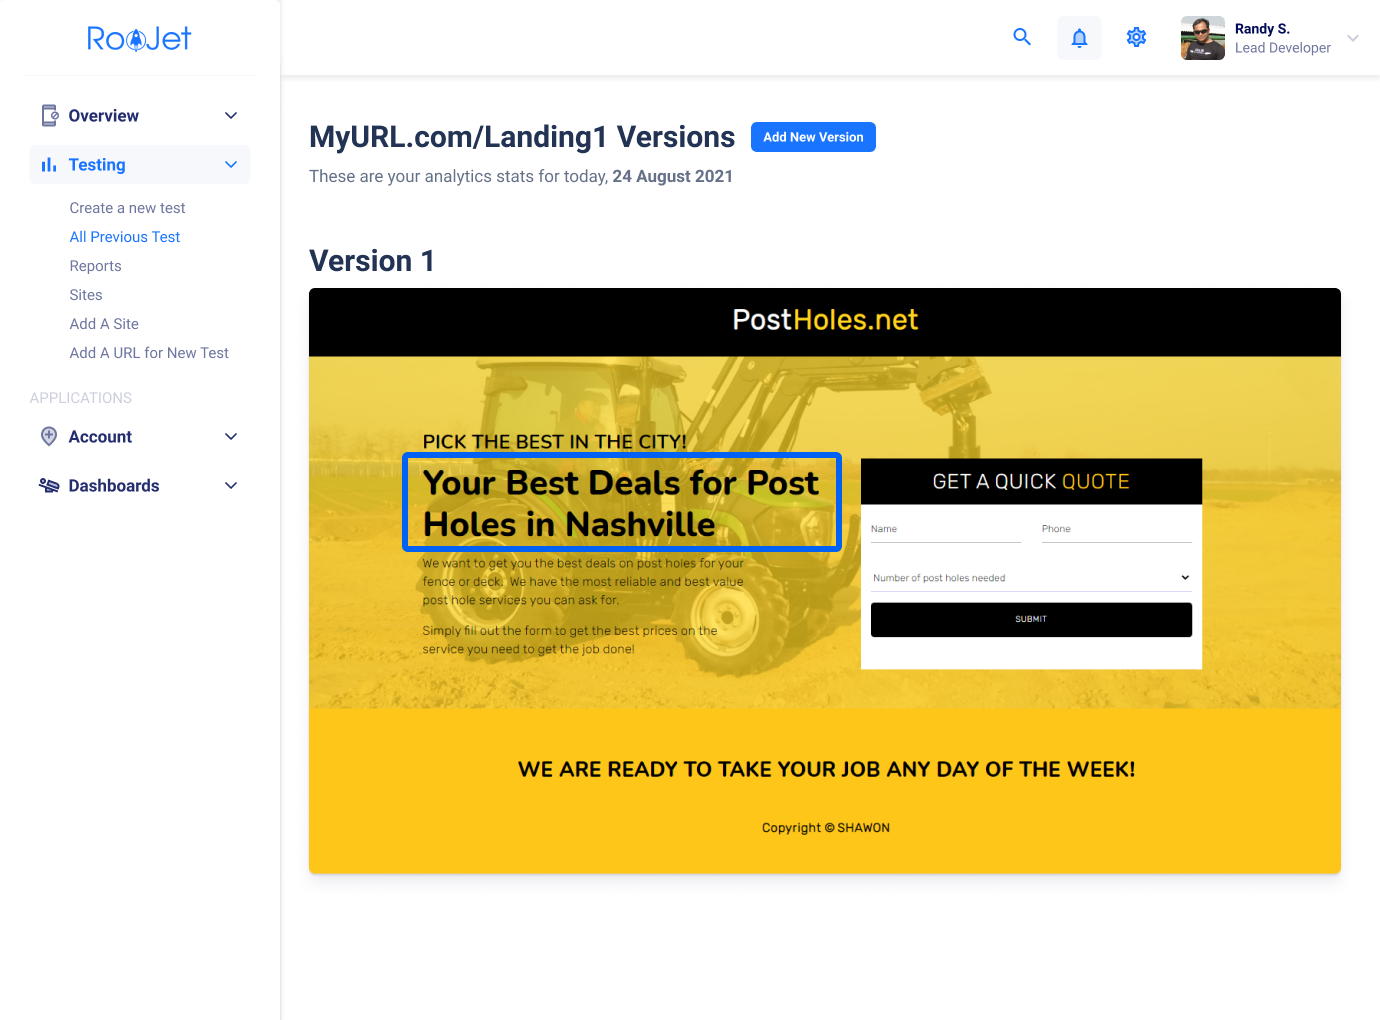 RooJet
Overview
Testing
Create a new test
All Previous Test
Reports
Sites
Add A Site
Add A URL for New Test
APPLICATIONS
Account
Dashboards
Randy S.
Lead Developer
MyURL.com/Landing1 Versions
Add New Version
These are your analytics stats for today, 24 August 2021
Version 1
PostHoles.net
PICK THE BEST IN THE CITY!
Your Best Deals for Post
Holes in Nashville
We want to get you the best deals on post holes for your
fence or deck. We have the most reliable and best value
post hole services you can ask for.
Simply fill out the form to get the best prices on the
service you need to get the job done!
GET A QUICK QUOTE
Name
Phone
Number of post holes needed
SUBMIT
WE ARE READY TO TAKE YOUR JOB ANY DAY OF THE WEEK!
Copyright © SHAWON